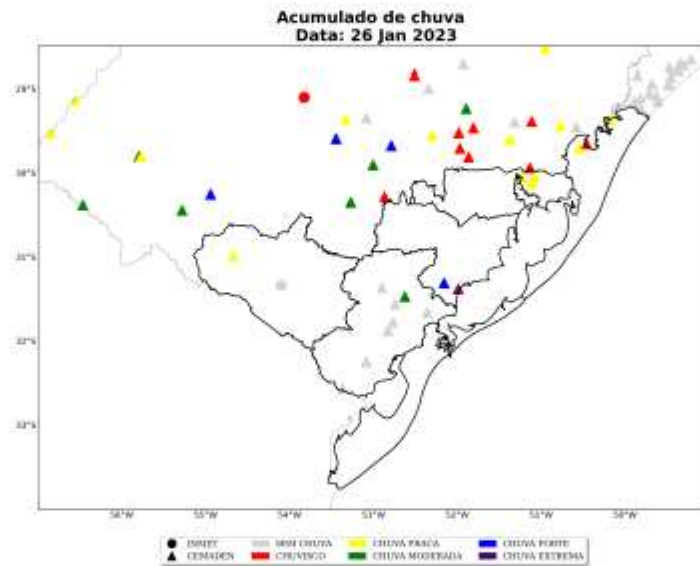 Acumulado de chuva
Data: 26 Jan 2023
29°S
30°S
31°S
32°S
33°S
56°W
55°W
54°W
53°W
52°W
51°W
50°W
INMET
SEM CHUVA
CHUVA FRACA
CHUVA FORTE
CEMADEN
CHUVISCO
CHUVA MODERADA
CHUVA EXTREMA